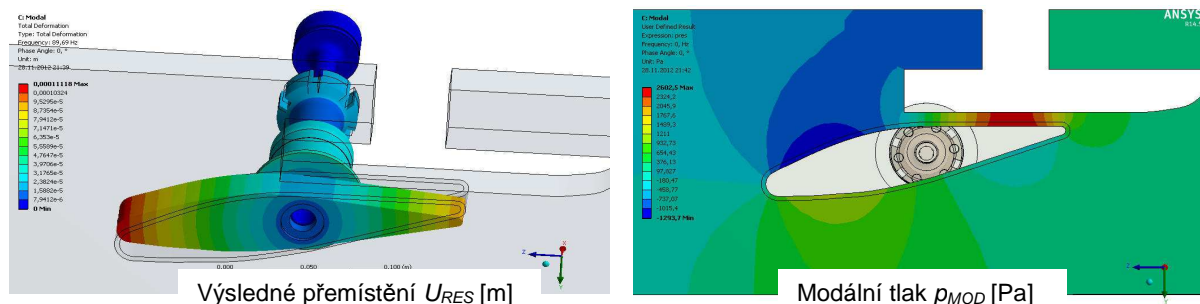 C: Modal
Total Deformation
Type: Total Deformation
Frequency: 89,69 Hz
Phase Angle: 0, °
Unit: m
28.11.2012 21:39
0,00011118 Max
0,00010324
9,5295e-5
8,7354e-5
7,9412e-5
7,1471e-5
6,353e-5
5,5589e-5
4,7647e-5
3,9706e-5
3,1765e-5
2,3824e-5
1,5882e-5
7,9412e-6
0 Min
0.000
0.050
0.100 (m)
X
Y
Z
Výsledné přemístění URES [m]
C: Modal
User Defined Result
Expression: pres
Frequency: 0, Hz
Phase Angle: 0, °
Unit: Pa
28.11.2012 21:42
2602,5 Max
2324,2
2045,9
1767,6
1489,3
1211
932,73
654,43
376,13
97,827
-180,47
-458,77
-737,07
-1015,4
-1293,7 Min
ANSYS
R14.5
Z
Y
Modální tlak pMOD [Pa]